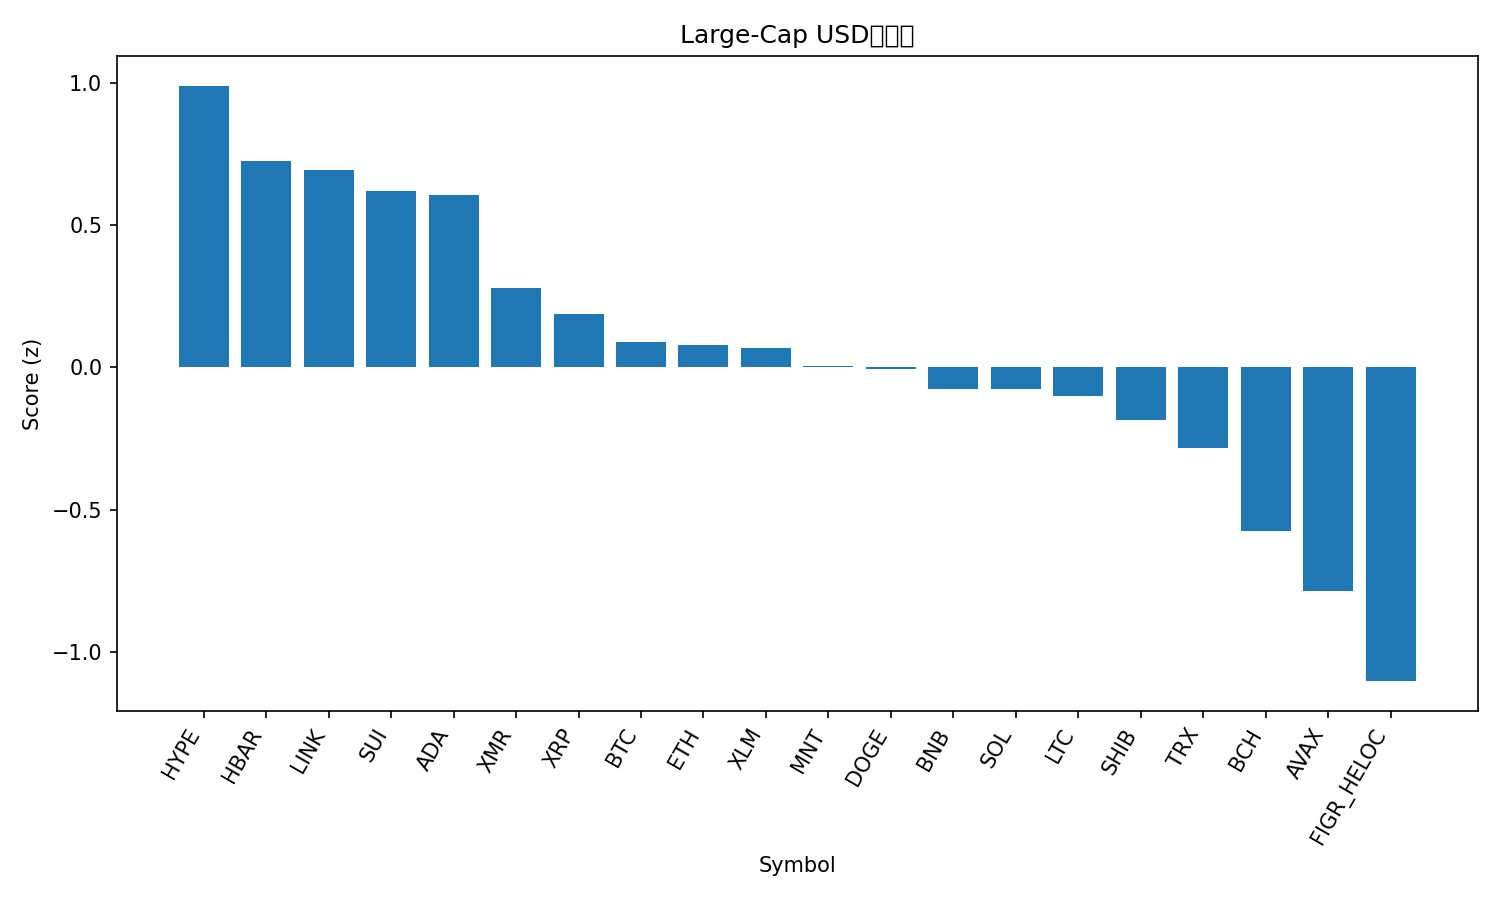 Large-Cap USD
1.0
0.5
0.0
−0.5
−1.0
Score (z)
HYPE
HBAR
LINK
SUI
ADA
XMR
XRP
BTC
ETH
XLM
MNT
DOGE
BNB
SOL
LTC
SHIB
TRX
BCH
AVAX
FIGR_HELOC
Symbol